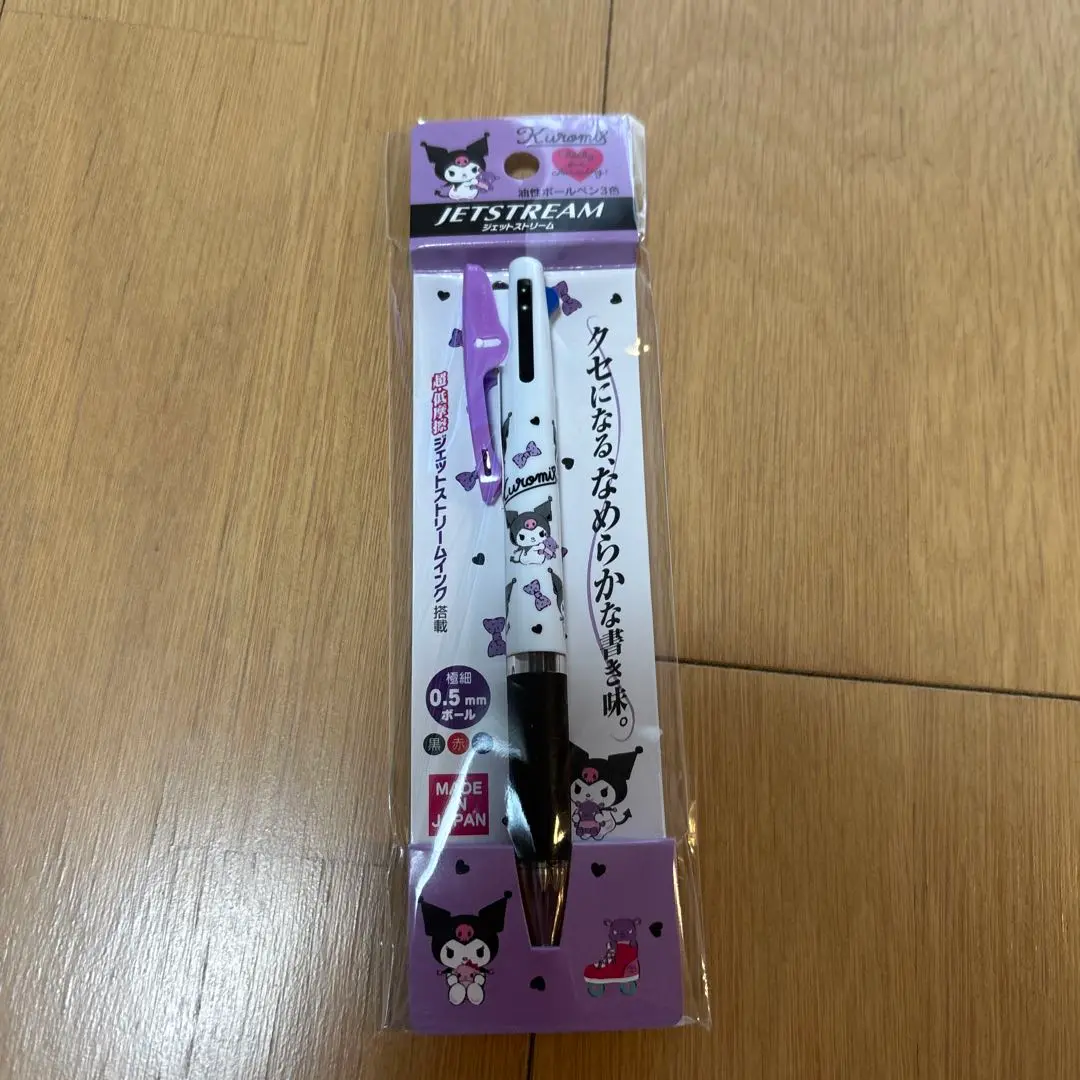 Kuromi
油性ボールペン3色
JETSTREAM
ジェットストリーム
クセになる、なめらかな書き味。
超・低摩擦ジェットストリームインク搭載
Kuromi
極細
0.5 mm
ボール
黒 赤
MADE
IN
JAPAN